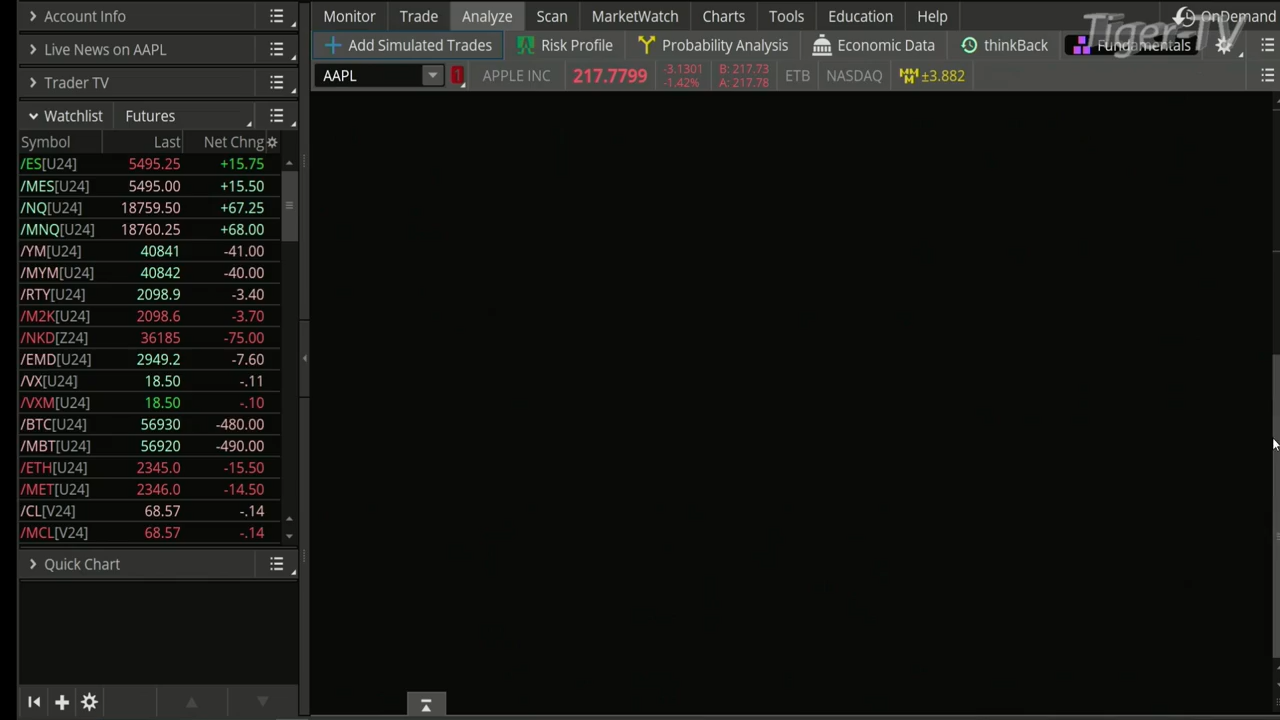 Account Info
Live News on AAPL
Trader TV
Watchlist Futures
Symbol Last Net Chng
/ES[U24] 5495.25 +15.75
/MES[U24] 5495.00 +15.50
/NQ[U24] 18759.50 +67.25
/MNQ[U24] 18760.25 +68.00
/YM[U24] 40841 -41.00
/MYM[U24] 40842 -40.00
/RTY[U24] 2098.9 -3.40
/M2K[U24] 2098.6 -3.70
/NKD[Z24] 36185 -75.00
/EMD[U24] 2949.2 -7.60
/VX[U24] 18.50 -.11
/VXM[U24] 18.50 -.10
/BTC[U24] 56930 -480.00
/MBT[U24] 56920 -490.00
/ETH[U24] 2345.0 -15.50
/MET[U24] 2346.0 -14.50
/CL[V24] 68.57 -.14
/MCL[V24] 68.57 -.14
Quick Chart
Monitor Trade Analyze Scan MarketWatch Charts Tools Education Help OnDemand
Tiger-TV
Add Simulated Trades Risk Profile Probability Analysis Economic Data thinkBack Fundamentals
AAPL 1 APPLE INC 217.7799 -3.1301 B: 217.73 ETB NASDAQ ±3.882
-1.42% A: 217.78